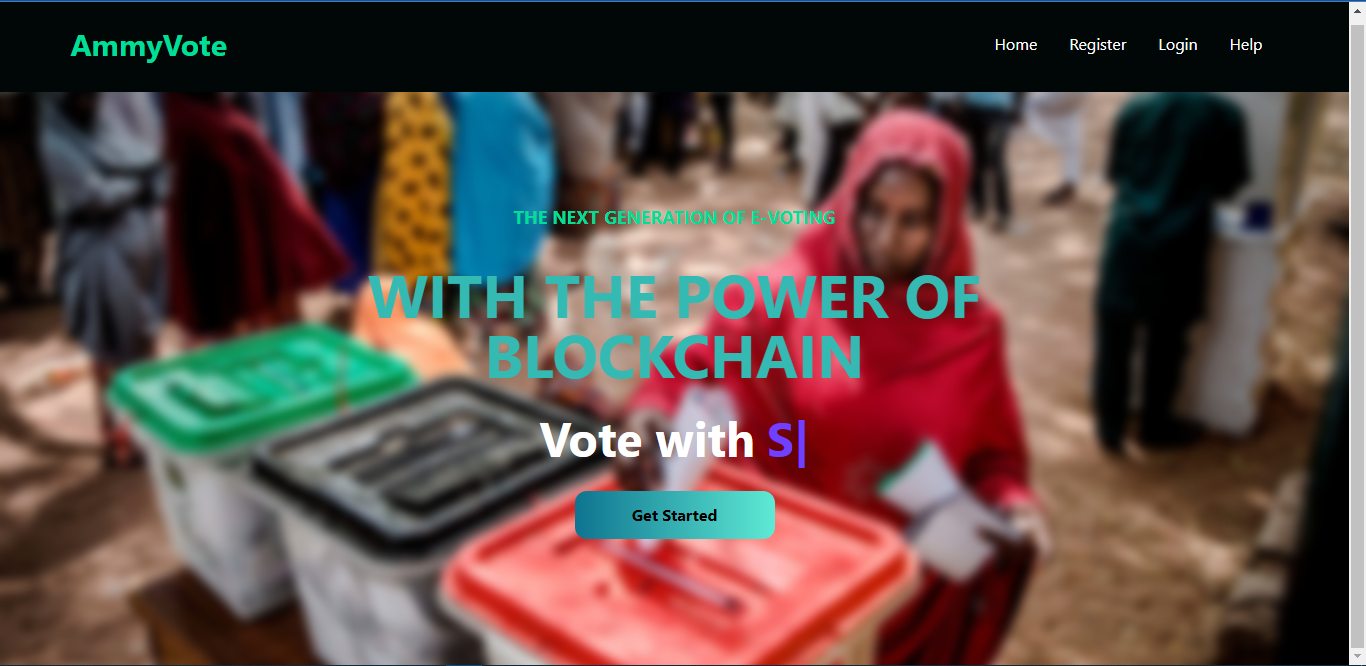 AmmyVote
Home Register Login Help
THE NEXT GENERATION OF E-VOTING
WITH THE POWER OF
BLOCKCHAIN
Vote with S|
Get Started